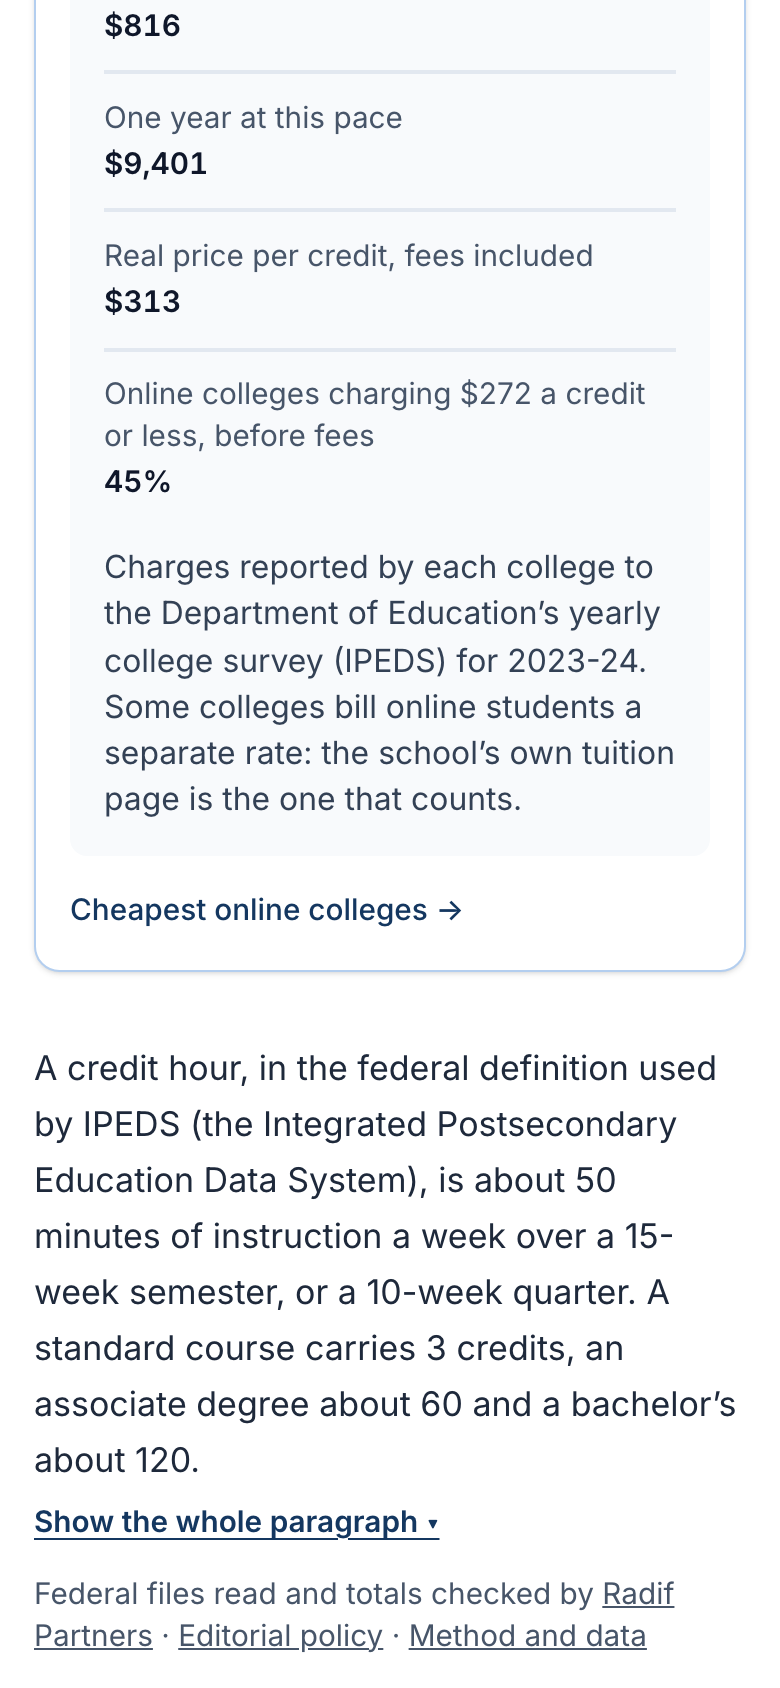 $816
One year at this pace
$9,401
Real price per credit, fees included
$313
Online colleges charging $272 a credit
or less, before fees
45%
Charges reported by each college to
the Department of Education’s yearly
college survey (IPEDS) for 2023-24.
Some colleges bill online students a
separate rate: the school’s own tuition
page is the one that counts.
Cheapest online colleges →
A credit hour, in the federal definition used
by IPEDS (the Integrated Postsecondary
Education Data System), is about 50
minutes of instruction a week over a 15-
week semester, or a 10-week quarter. A
standard course carries 3 credits, an
associate degree about 60 and a bachelor’s
about 120.
Show the whole paragraph ▾
Federal files read and totals checked by Radif
Partners · Editorial policy · Method and data